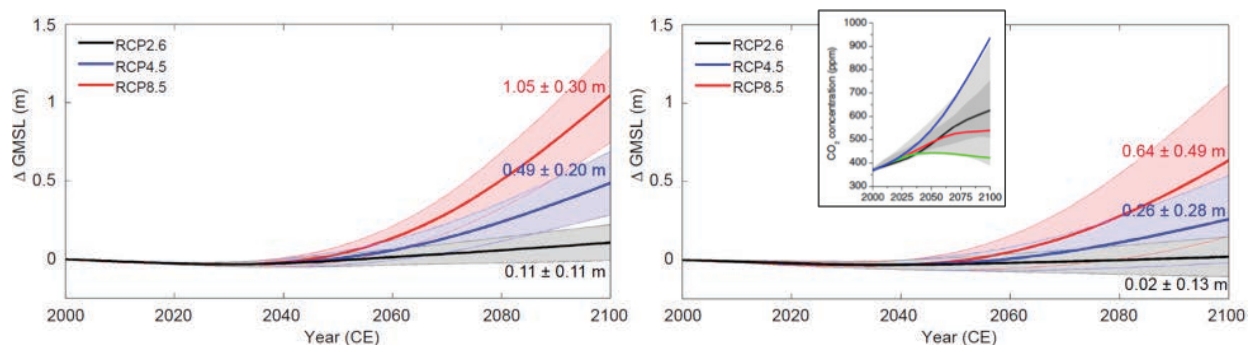 1.5
1
0.5
0
Δ GMSL (m)
RCP2.6
RCP4.5
RCP8.5
1.05 ± 0.30 m
0.49 ± 0.20 m
0.11 ± 0.11 m
2000 2020 2040 2060 2080 2100
Year (CE)
1.5
1
0.5
0
Δ GMSL (m)
RCP2.6
RCP4.5
RCP8.5
1000
900
800
700
600
500
400
300
CO2 concentration (ppm)
2000 2025 2050 2075 2100
0.64 ± 0.49 m
0.26 ± 0.28 m
0.02 ± 0.13 m
2000 2020 2040 2060 2080 2100
Year (CE)